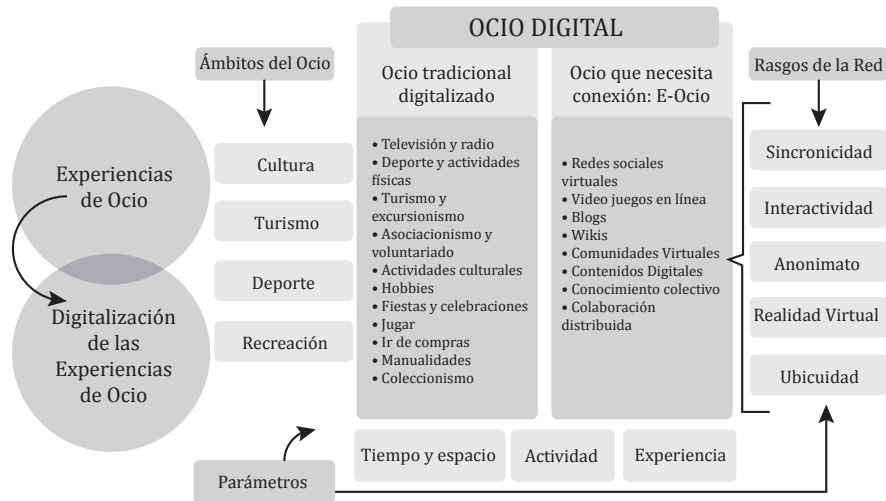 OCIO DIGITAL
Ámbitos del Ocio
Ocio tradicional
digitalizado
Ocio que necesita
conexión: E-Ocio
Rasgos de la Red
Experiencias
de Ocio
Digitalización
de las
Experiencias
de Ocio
Cultura
Turismo
Deporte
Recreación
• Televisión y radio
• Deporte y actividades
físicas
• Turismo y
excursionismo
• Asociacionismo y
voluntariado
• Actividades culturales
• Hobbies
• Fiestas y celebraciones
• Jugar
• Ir de compras
• Manualidades
• Coleccionismo
• Redes sociales
virtuales
• Video juegos en línea
• Blogs
• Wikis
• Comunidades Virtuales
• Contenidos Digitales
• Conocimiento colectivo
• Colaboración
distribuida
Sincronicidad
Interactividad
Anonimato
Realidad Virtual
Ubicuidad
Parámetros
Tiempo y espacio
Actividad
Experiencia